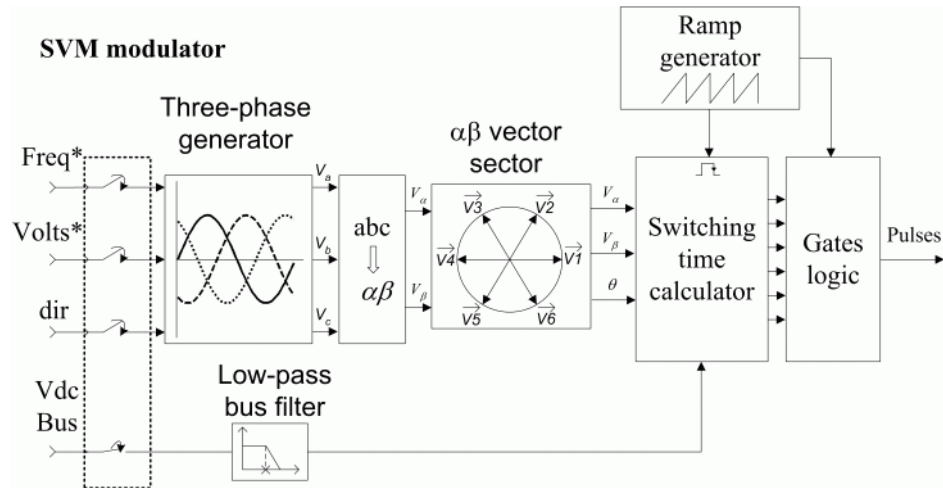 SVM modulator
Ramp
generator
Three-phase
generator
αβ vector
sector
Freq*
Volts*
dir
Vdc
Bus
Va
Vb
Vc
abc
αβ
Vα
Vβ
V3
V2
V4
V1
V5
V6
Vα
Vβ
θ
Switching
time
calculator
Gates
logic
Pulses
Low-pass
bus filter